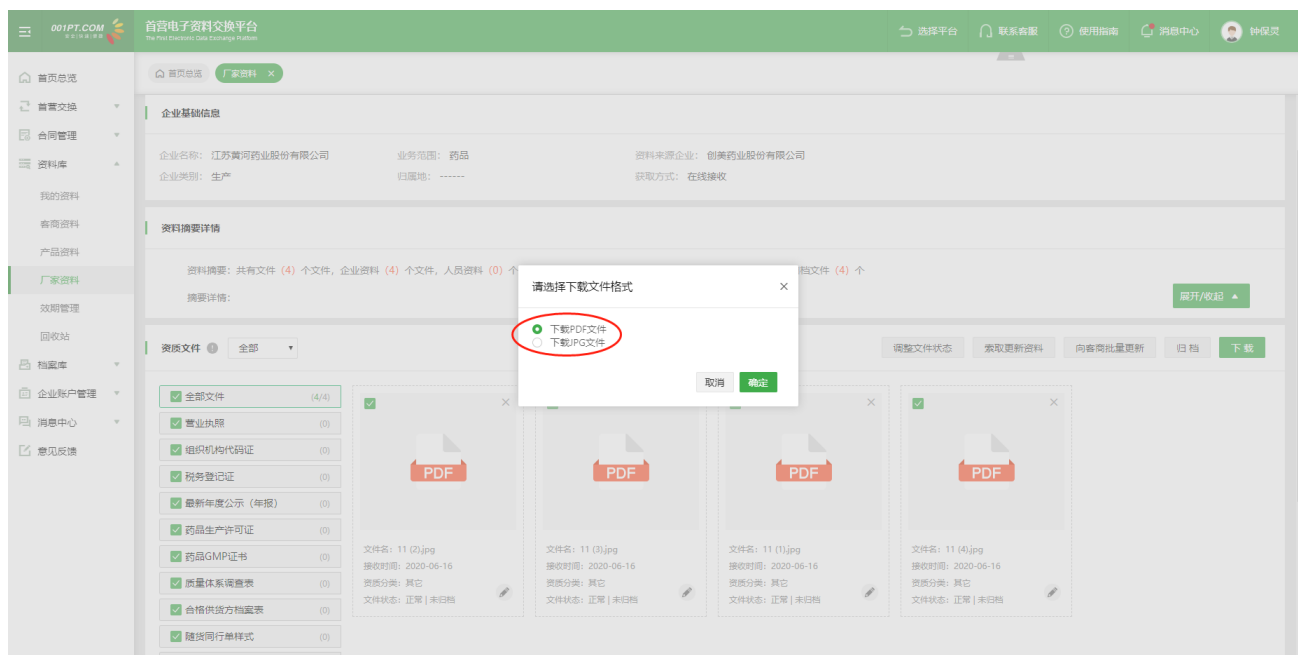 001PT.COM
首营电子资料交换平台
The First Electronic Data Exchange Platform
选择平台
联系客服
使用指南
消息中心
钟保灵
首页总览
首营交换
合同管理
资料库
我的资料
客商资料
产品资料
厂家资料
效期管理
回收站
档案库
企业账户管理
消息中心
意见反馈
首页总览
厂家资料 ×
企业基础信息
企业名称: 江苏黄河药业股份有限公司
业务范围: 药品
资料来源企业: 创美药业股份有限公司
企业类别: 生产
归属地: ------
获取方式: 在线接收
资料摘要详情
资料摘要: 共有文件 (4) 个文件, 企业资料 (4) 个文件, 人员资料 (0) 个
档文件 (4) 个
摘要详情:
展开/收起
请选择下载文件格式 ×
下载PDF文件
下载JPG文件
取消
确定
资质文件
全部
调整文件状态
索取更新资料
向客商批量更新
归 档
下 载
全部文件 (4/4)
营业执照 (0)
组织机构代码证 (0)
税务登记证 (0)
最新年度公示（年报） (0)
药品生产许可证 (0)
药品GMP证书 (0)
质量体系调查表 (0)
合格供货方档案表 (0)
随货同行单样式 (0)
PDF
文件名: 11 (2).jpg
接收时间: 2020-06-16
资质分类: 其它
文件状态: 正常 | 未归档
PDF
文件名: 11 (3).jpg
接收时间: 2020-06-16
资质分类: 其它
文件状态: 正常 | 未归档
PDF
文件名: 11 (1).jpg
接收时间: 2020-06-16
资质分类: 其它
文件状态: 正常 | 未归档
PDF
文件名: 11 (4).jpg
接收时间: 2020-06-16
资质分类: 其它
文件状态: 正常 | 未归档